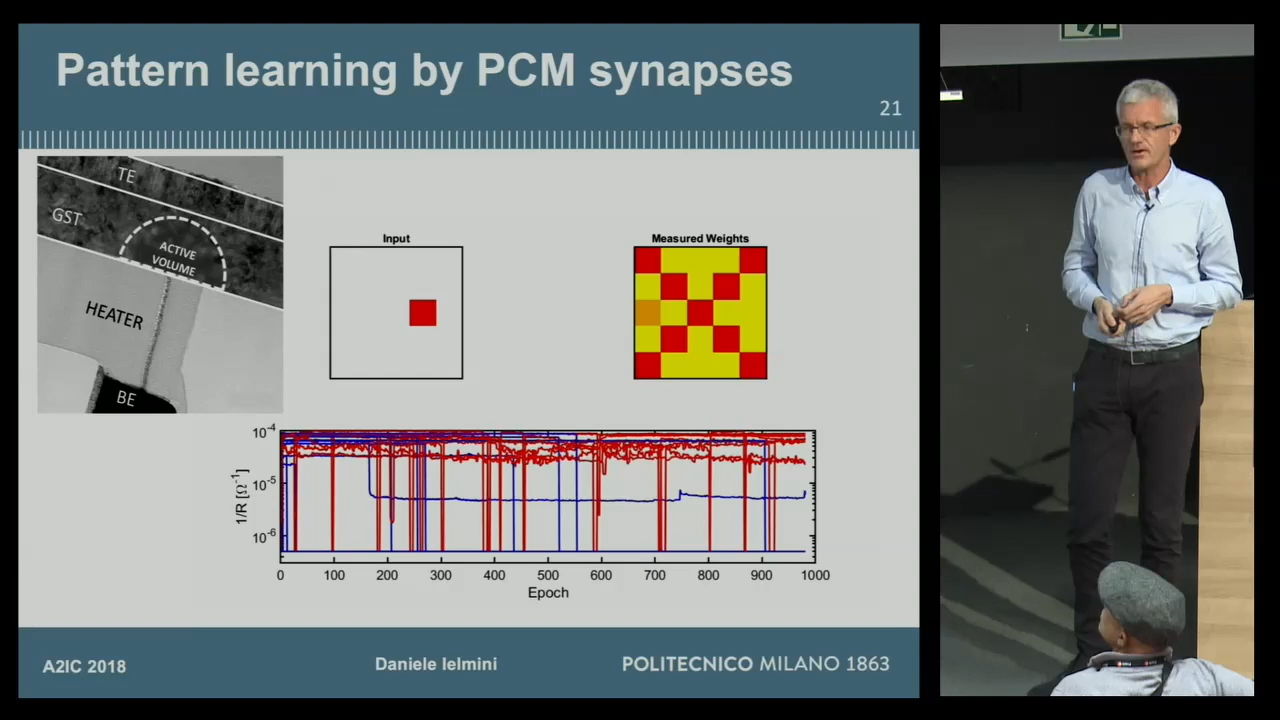 Pattern learning by PCM synapses
21
TE
GST
ACTIVE
VOLUME
HEATER
BE
Input
Measured Weights
1/R [Ω⁻¹]
10⁻⁴
10⁻⁵
10⁻⁶
0 100 200 300 400 500 600 700 800 900 1000
Epoch
A2IC 2018
Daniele Ielmini
POLITECNICO MILANO 1863